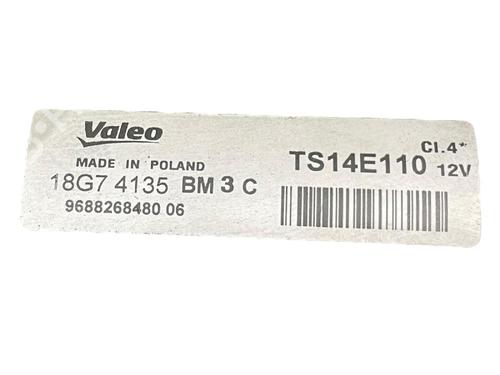 Valeo
MADE IN POLAND
18G7 4135 BM 3 C
9688268480 06
Cl.4*
TS14E110 12V